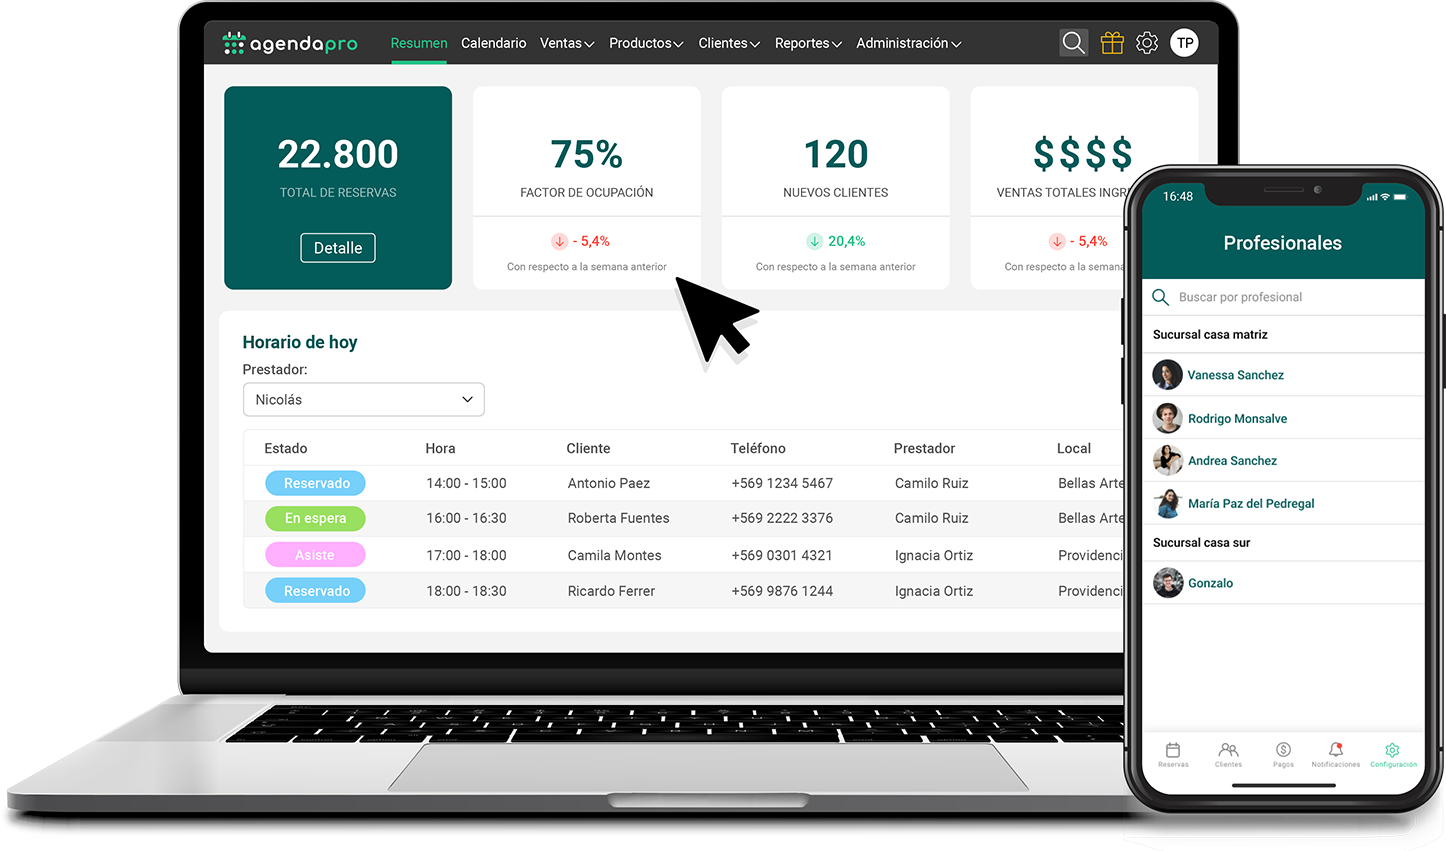 agendapro
Resumen Calendario Ventas Productos Clientes Reportes Administración TP
22.800
TOTAL DE RESERVAS
Detalle
75%
FACTOR DE OCUPACIÓN
- 5,4%
Con respecto a la semana anterior
120
NUEVOS CLIENTES
20,4%
Con respecto a la semana anterior
$$$$
VENTAS TOTALES
- 5,4%
Con respecto a la semana
Horario de hoy
Prestador:
Nicolás
Estado Hora Cliente Teléfono Prestador Local
Reservado 14:00 - 15:00 Antonio Paez +569 1234 5467 Camilo Ruiz Bellas Arte
En espera 16:00 - 16:30 Roberta Fuentes +569 2222 3376 Camilo Ruiz Bellas Arte
Asiste 17:00 - 18:00 Camila Montes +569 0301 4321 Ignacia Ortiz Providenci
Reservado 18:00 - 18:30 Ricardo Ferrer +569 9876 1244 Ignacia Ortiz Providenci
16:48
Profesionales
Buscar por profesional
Sucursal casa matriz
Vanessa Sanchez
Rodrigo Monsalve
Andrea Sanchez
María Paz del Pedregal
Sucursal casa sur
Gonzalo
Reservas Clientes Pagos Notificaciones Configuración